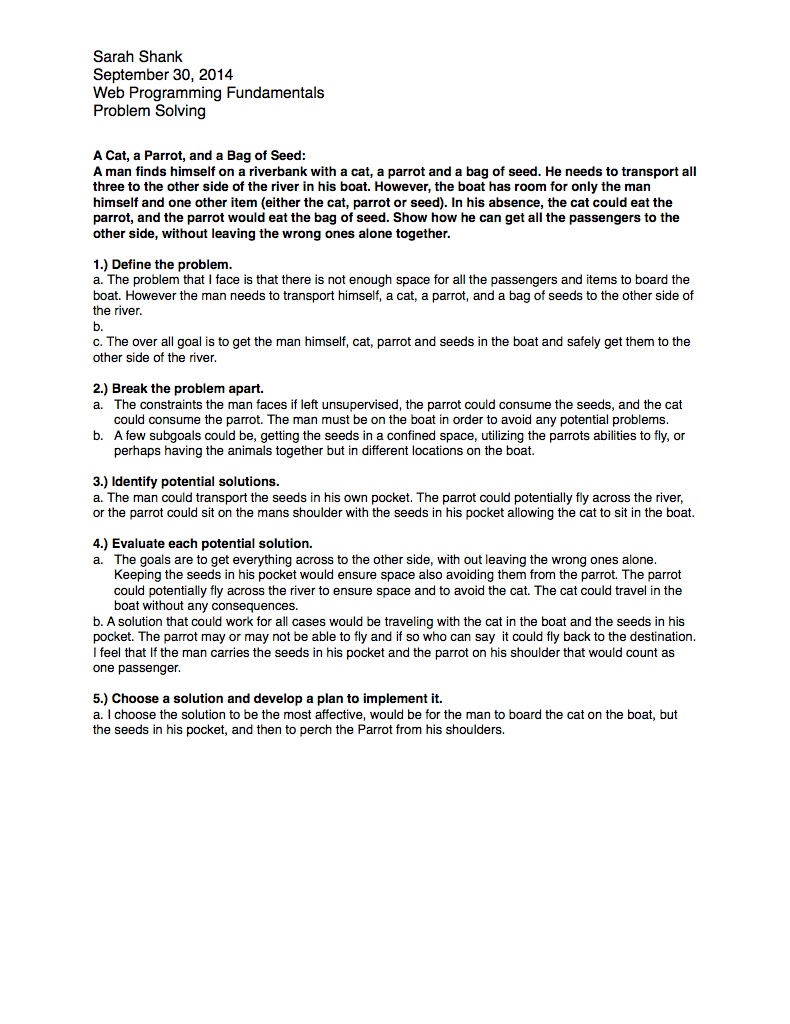 Sarah Shank
September 30, 2014
Web Programming Fundamentals
Problem Solving
A Cat, a Parrot, and a Bag of Seed:
A man finds himself on a riverbank with a cat, a parrot and a bag of seed. He needs to transport all
three to the other side of the river in his boat. However, the boat has room for only the man
himself and one other item (either the cat, parrot or seed). In his absence, the cat could eat the
parrot, and the parrot would eat the bag of seed. Show how he can get all the passengers to the
other side, without leaving the wrong ones alone together.
1.) Define the problem.
a. The problem that I face is that there is not enough space for all the passengers and items to board the
boat. However the man needs to transport himself, a cat, a parrot, and a bag of seeds to the other side of
the river.
b.
c. The over all goal is to get the man himself, cat, parrot and seeds in the boat and safely get them to the
other side of the river.
2.) Break the problem apart.
a. The constraints the man faces if left unsupervised, the parrot could consume the seeds, and the cat
could consume the parrot. The man must be on the boat in order to avoid any potential problems.
b. A few subgoals could be, getting the seeds in a confined space, utilizing the parrots abilities to fly, or
perhaps having the animals together but in different locations on the boat.
3.) Identify potential solutions.
a. The man could transport the seeds in his own pocket. The parrot could potentially fly across the river,
or the parrot could sit on the mans shoulder with the seeds in his pocket allowing the cat to sit in the boat.
4.) Evaluate each potential solution.
a. The goals are to get everything across to the other side, with out leaving the wrong ones alone.
Keeping the seeds in his pocket would ensure space also avoiding them from the parrot. The parrot
could potentially fly across the river to ensure space and to avoid the cat. The cat could travel in the
boat without any consequences.
b. A solution that could work for all cases would be traveling with the cat in the boat and the seeds in his
pocket. The parrot may or may not be able to fly and if so who can say it could fly back to the destination.
I feel that If the man carries the seeds in his pocket and the parrot on his shoulder that would count as
one passenger.
5.) Choose a solution and develop a plan to implement it.
a. I choose the solution to be the most affective, would be for the man to board the cat on the boat, but
the seeds in his pocket, and then to perch the Parrot from his shoulders.